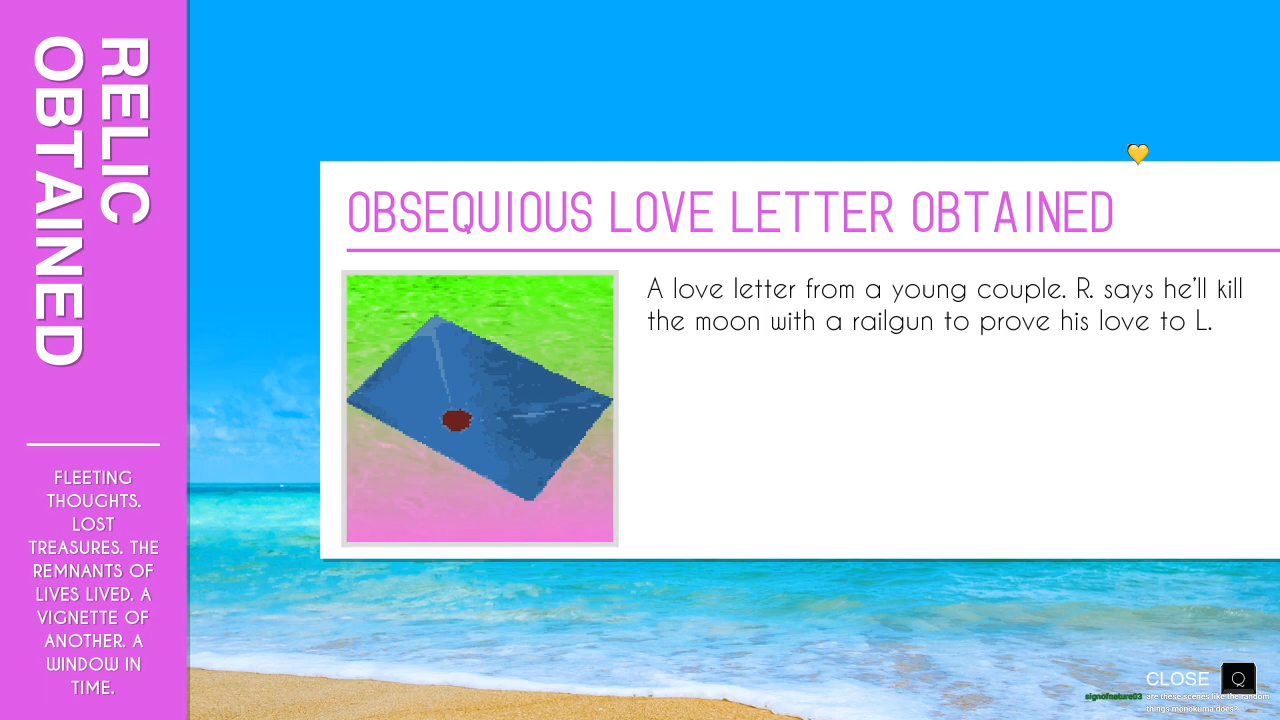 RELIC
OBTAINED
FLEETING
THOUGHTS.
LOST
TREASURES. THE
REMNANTS OF
LIVES LIVED. A
VIGNETTE OF
ANOTHER. A
WINDOW IN
TIME.
OBSEQUIOUS LOVE LETTER OBTAINED
A love letter from a young couple. R. says he'll kill
the moon with a railgun to prove his love to L.
CLOSE Q
signofnature03 are these scenes like the random
things monokuma does?